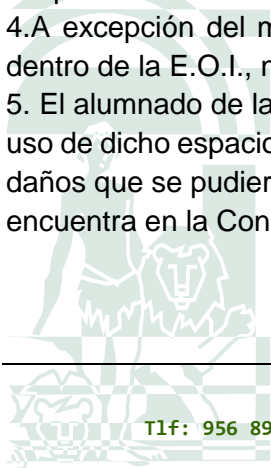 4.A excepción del m
dentro de la E.O.I., n
5. El alumnado de la
uso de dicho espacio
daños que se pudier
encuentra en la Con
Tlf: 956 89